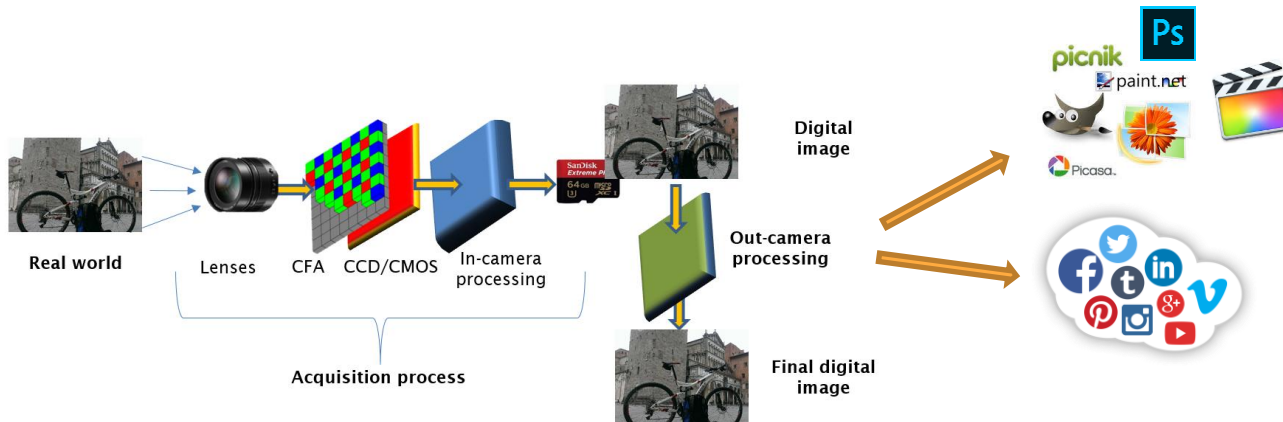 Ps
picnik
paint.net
Picasa
Digital
image
SanDisk
Extreme
64GB
Real world
Lenses
CFA
CCD/CMOS
In-camera
processing
Out-camera
processing
Acquisition process
Final digital
image
f
t
in
g+